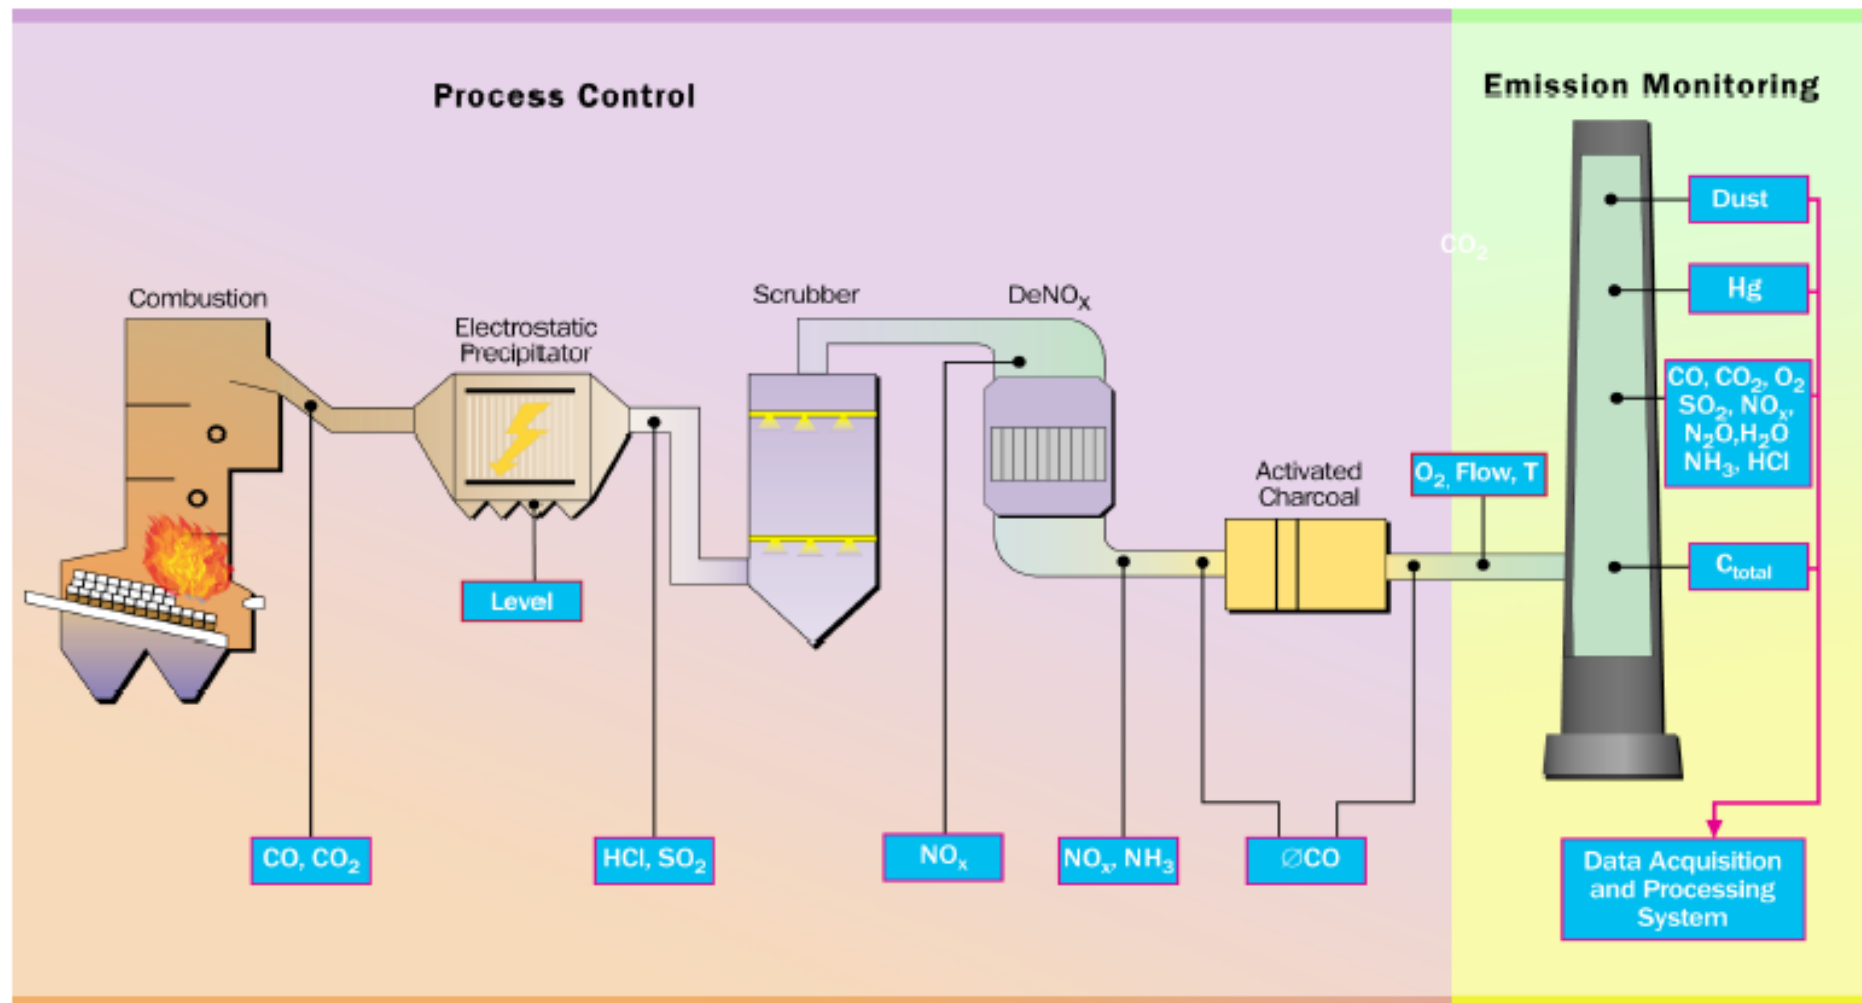 Process Control
Emission Monitoring
Dust
CO₂
Hg
Combustion
Scrubber
DeNOₓ
Electrostatic
Precipitator
CO, CO₂, O₂
SO₂, NOₓ,
N₂O,H₂O
NH₃, HCl
Activated
Charcoal
O₂, Flow, T
Level
C_total
CO, CO₂
HCl, SO₂
NOₓ
NOₓ, NH₃
∅CO
Data Acquisition
and Processing
System